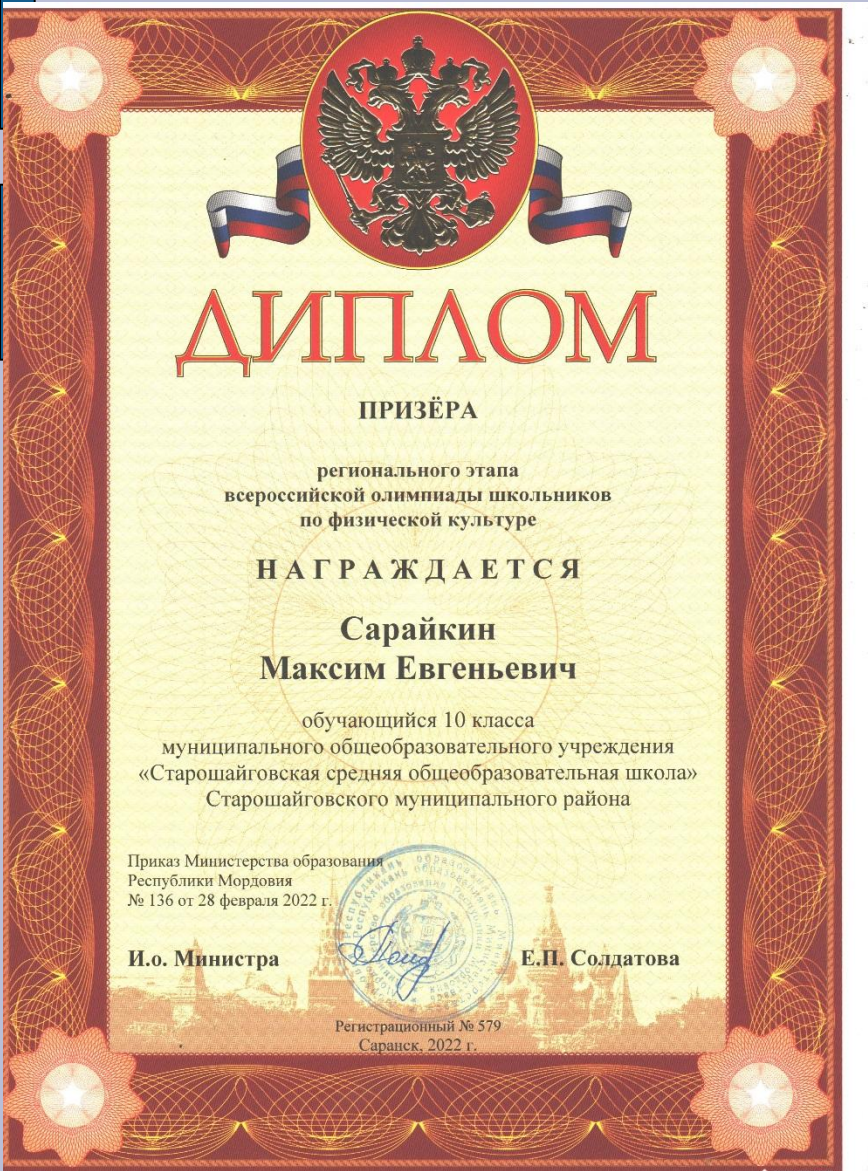 ДИПЛОМ
ПРИЗЁРА
регионального этапа
всероссийской олимпиады школьников
по физической культуре
НАГРАЖДАЕТСЯ
Сарайкин
Максим Евгеньевич
обучающийся 10 класса
муниципального общеобразовательного учреждения
«Старошайговская средняя общеобразовательная школа»
Старошайговского муниципального района
Приказ Министерства образования
Республики Мордовия
№ 136 от 28 февраля 2022 г.
И.о. Министра
Е.П. Солдатова
Регистрационный № 579
Саранск, 2022 г.